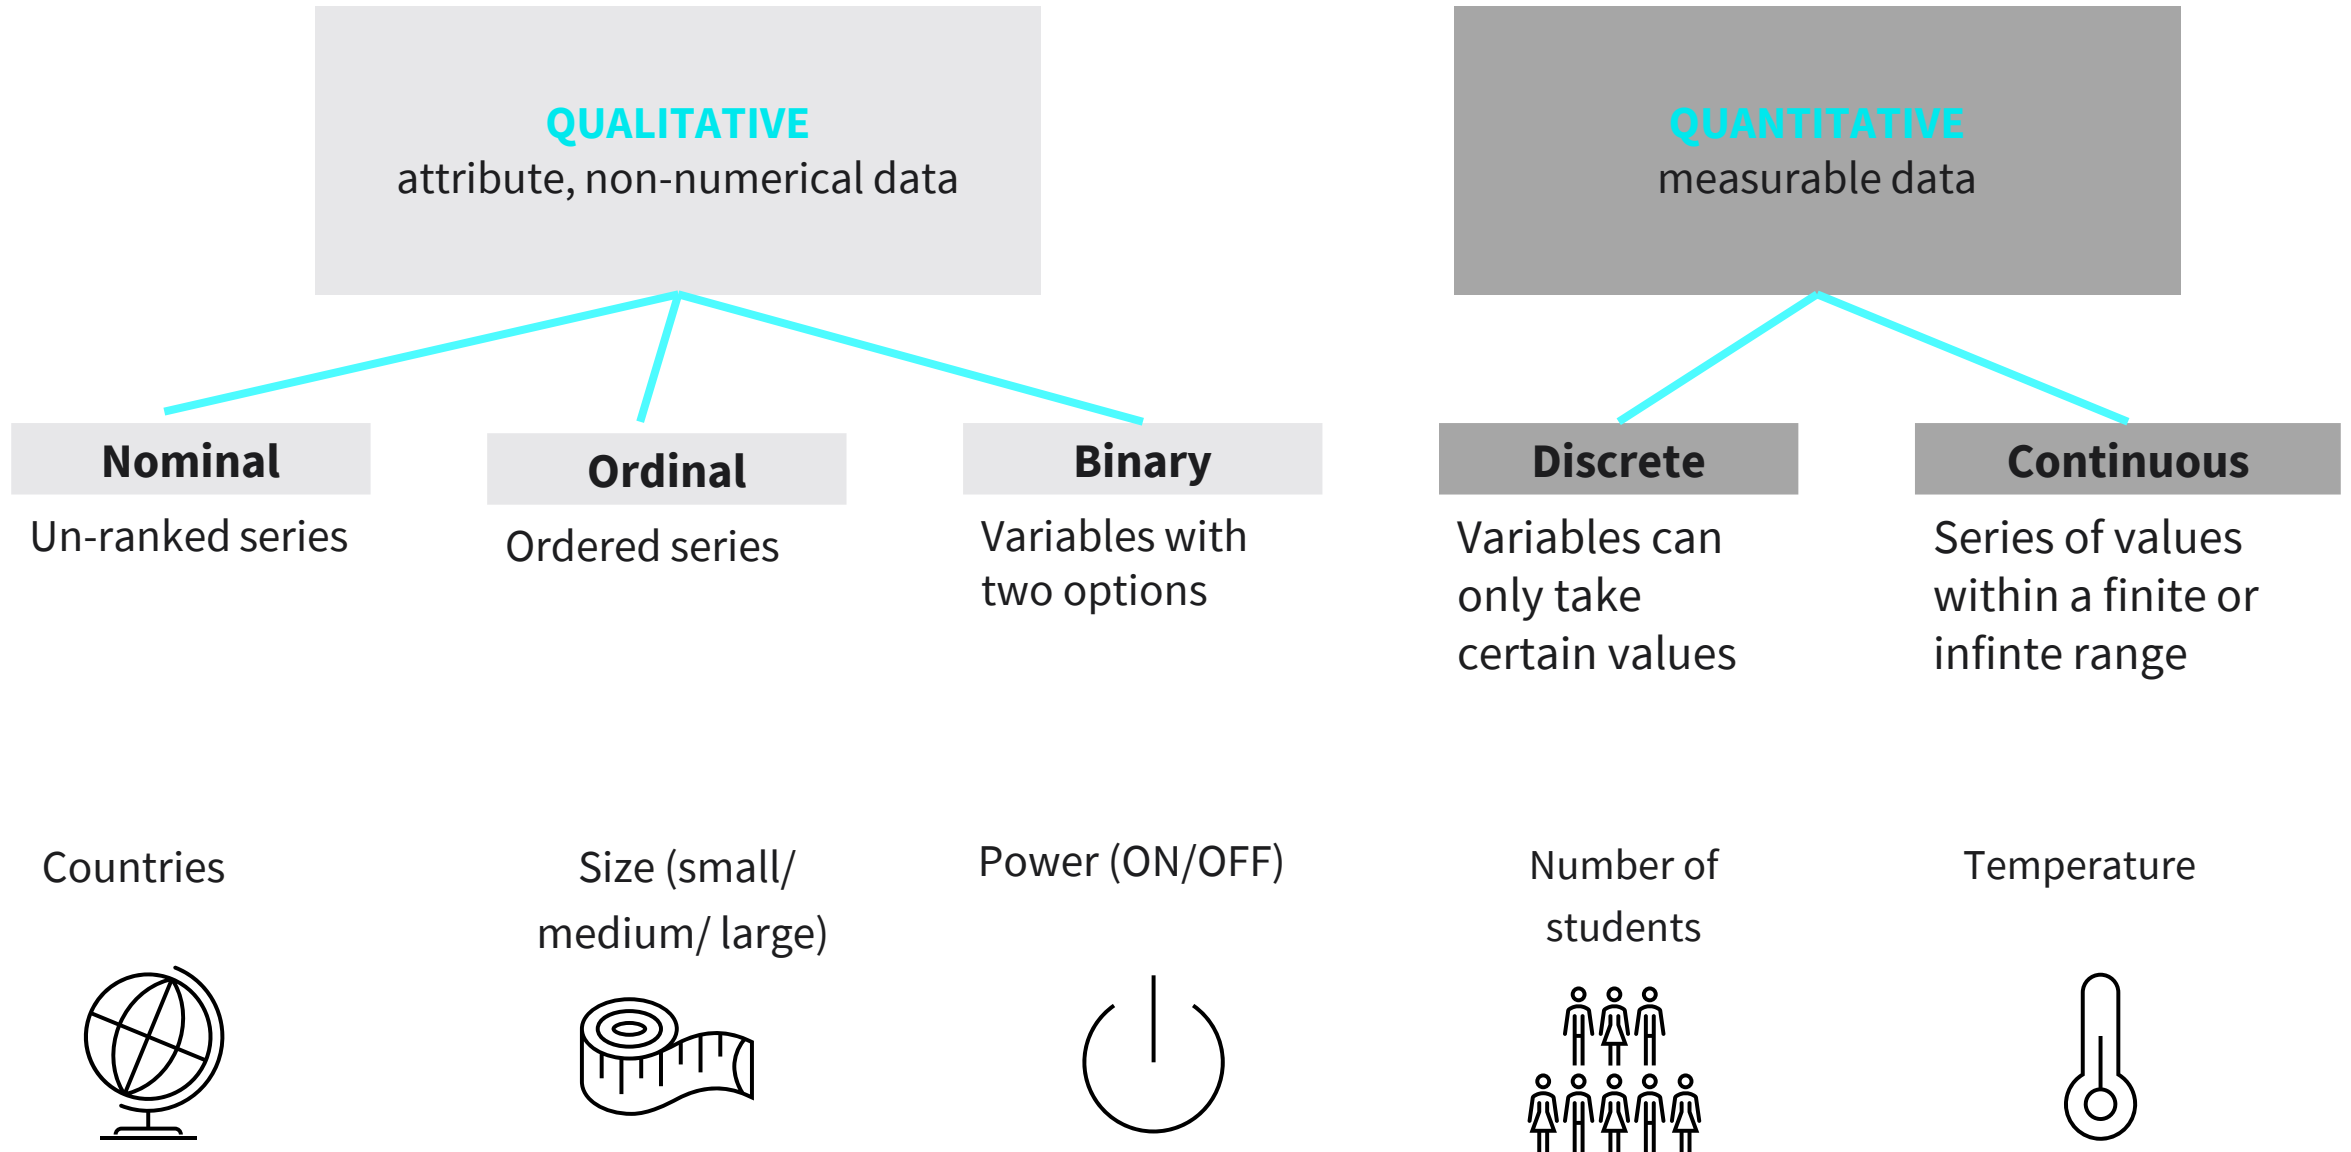 QUALITATIVE
attribute, non-numerical data
QUANTITATIVE
measurable data
Nominal
Un-ranked series
Ordinal
Ordered series
Binary
Variables with
two options
Discrete
Variables can
only take
certain values
Continuous
Series of values
within a finite or
infinte range
Countries
Size (small/
medium/ large)
Power (ON/OFF)
Number of
students
Temperature